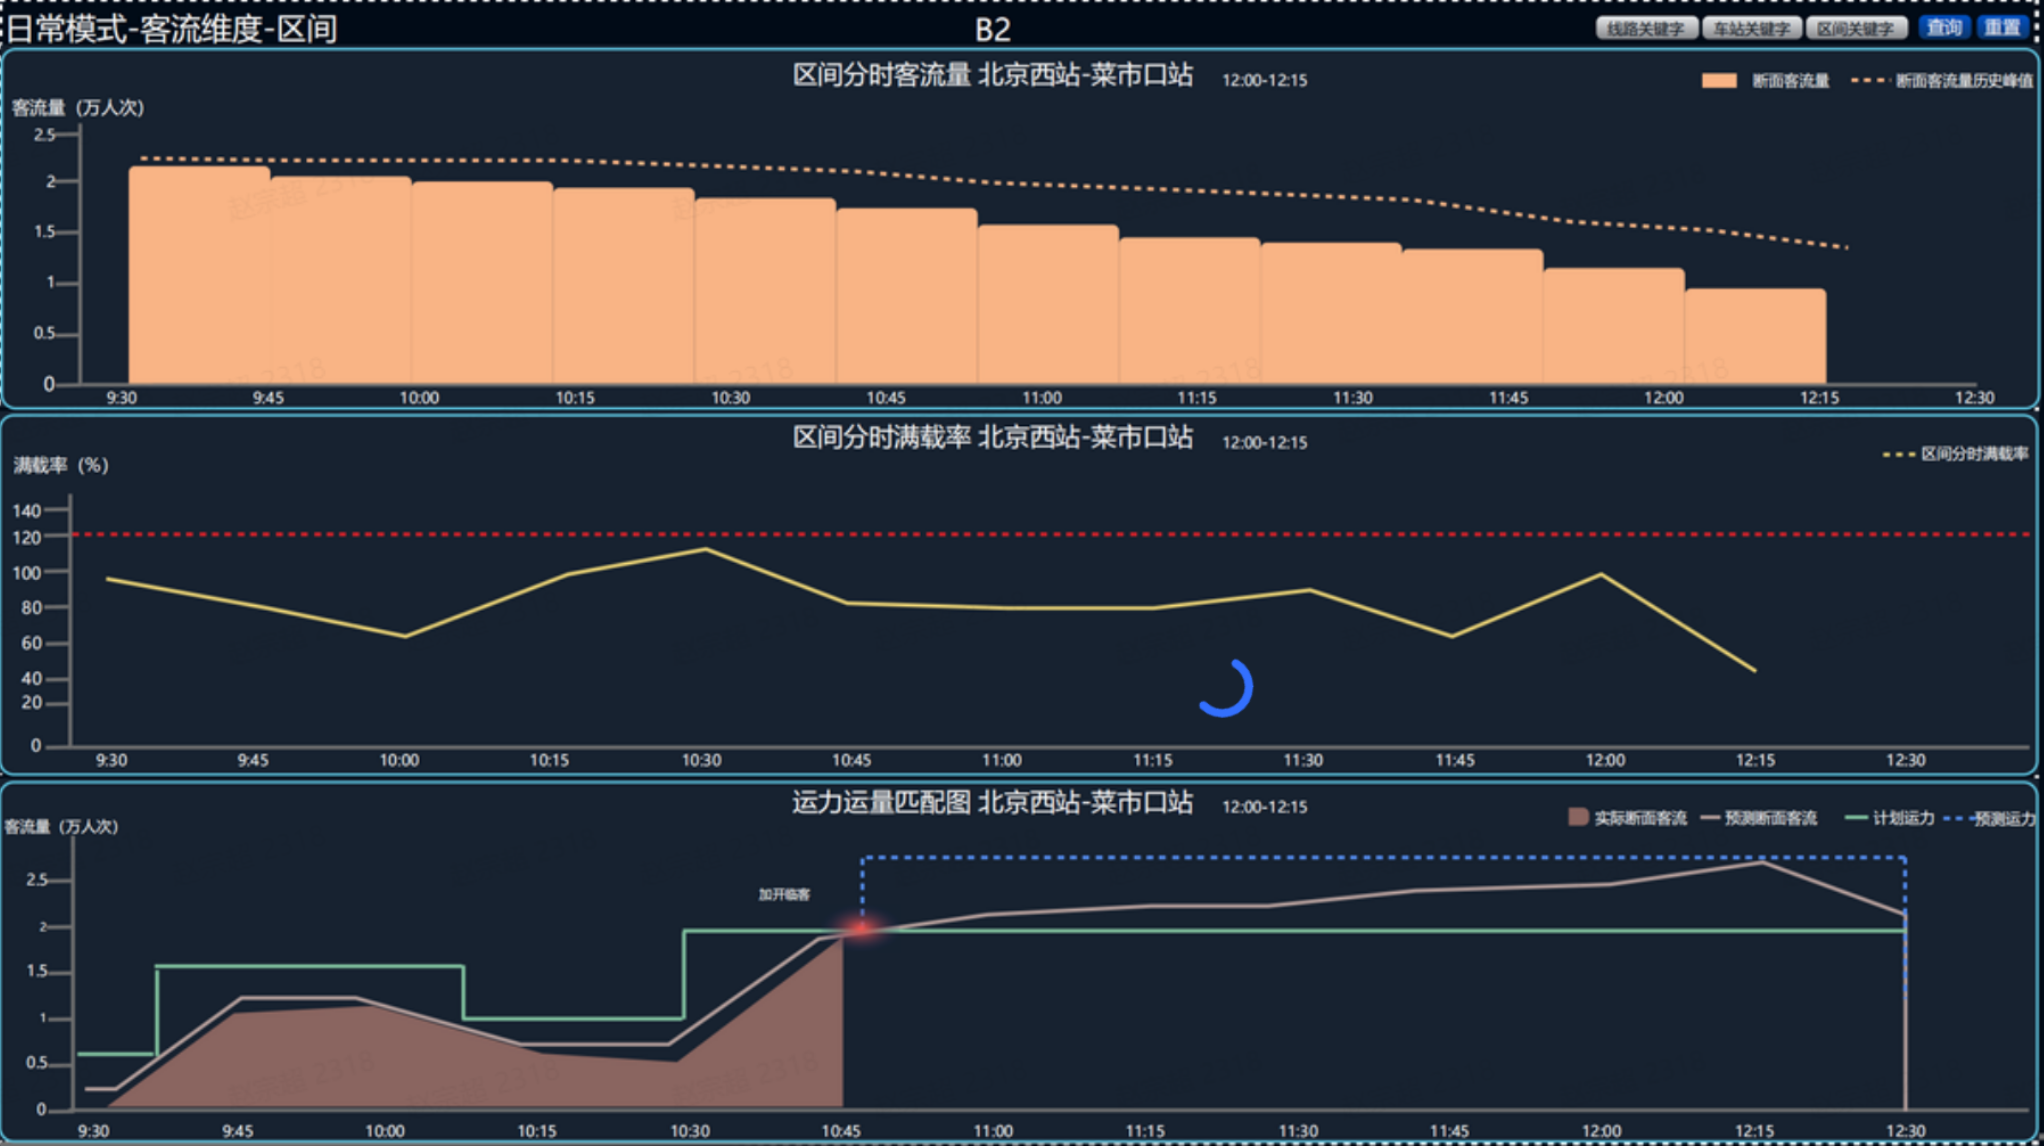 日常模式-客流维度-区间 B2 线路关键字 车站关键字 区间关键字 查询 重置
区间分时客流量 北京西站-菜市口站 12:00-12:15
断面客流量 断面客流量历史峰值
客流量（万人次）
2.5
2
1.5
1
0.5
0
9:30 9:45 10:00 10:15 10:30 10:45 11:00 11:15 11:30 11:45 12:00 12:15 12:30
区间分时满载率 北京西站-菜市口站 12:00-12:15
区间分时满载率
满载率（%）
140
120
100
80
60
40
20
0
9:30 9:45 10:00 10:15 10:30 10:45 11:00 11:15 11:30 11:45 12:00 12:15 12:30
运力运量匹配图 北京西站-菜市口站 12:00-12:15
实际断面客流 预测断面客流 计划运力 预测运力
客流量（万人次）
加开临客
2.5
2
1.5
1
0.5
0
9:30 9:45 10:00 10:15 10:30 10:45 11:00 11:15 11:30 11:45 12:00 12:15 12:30